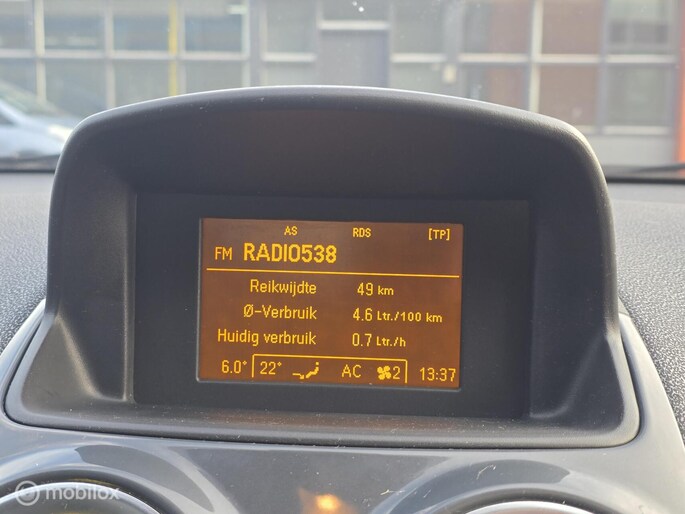 AS RDS [TP]
FM RADIO538
Reikwijdte 49 km
Ø-Verbruik 4.6 Ltr./100 km
Huidig verbruik 0.7 Ltr./h
6.0° 22° AC 2 13:37
© mobilox